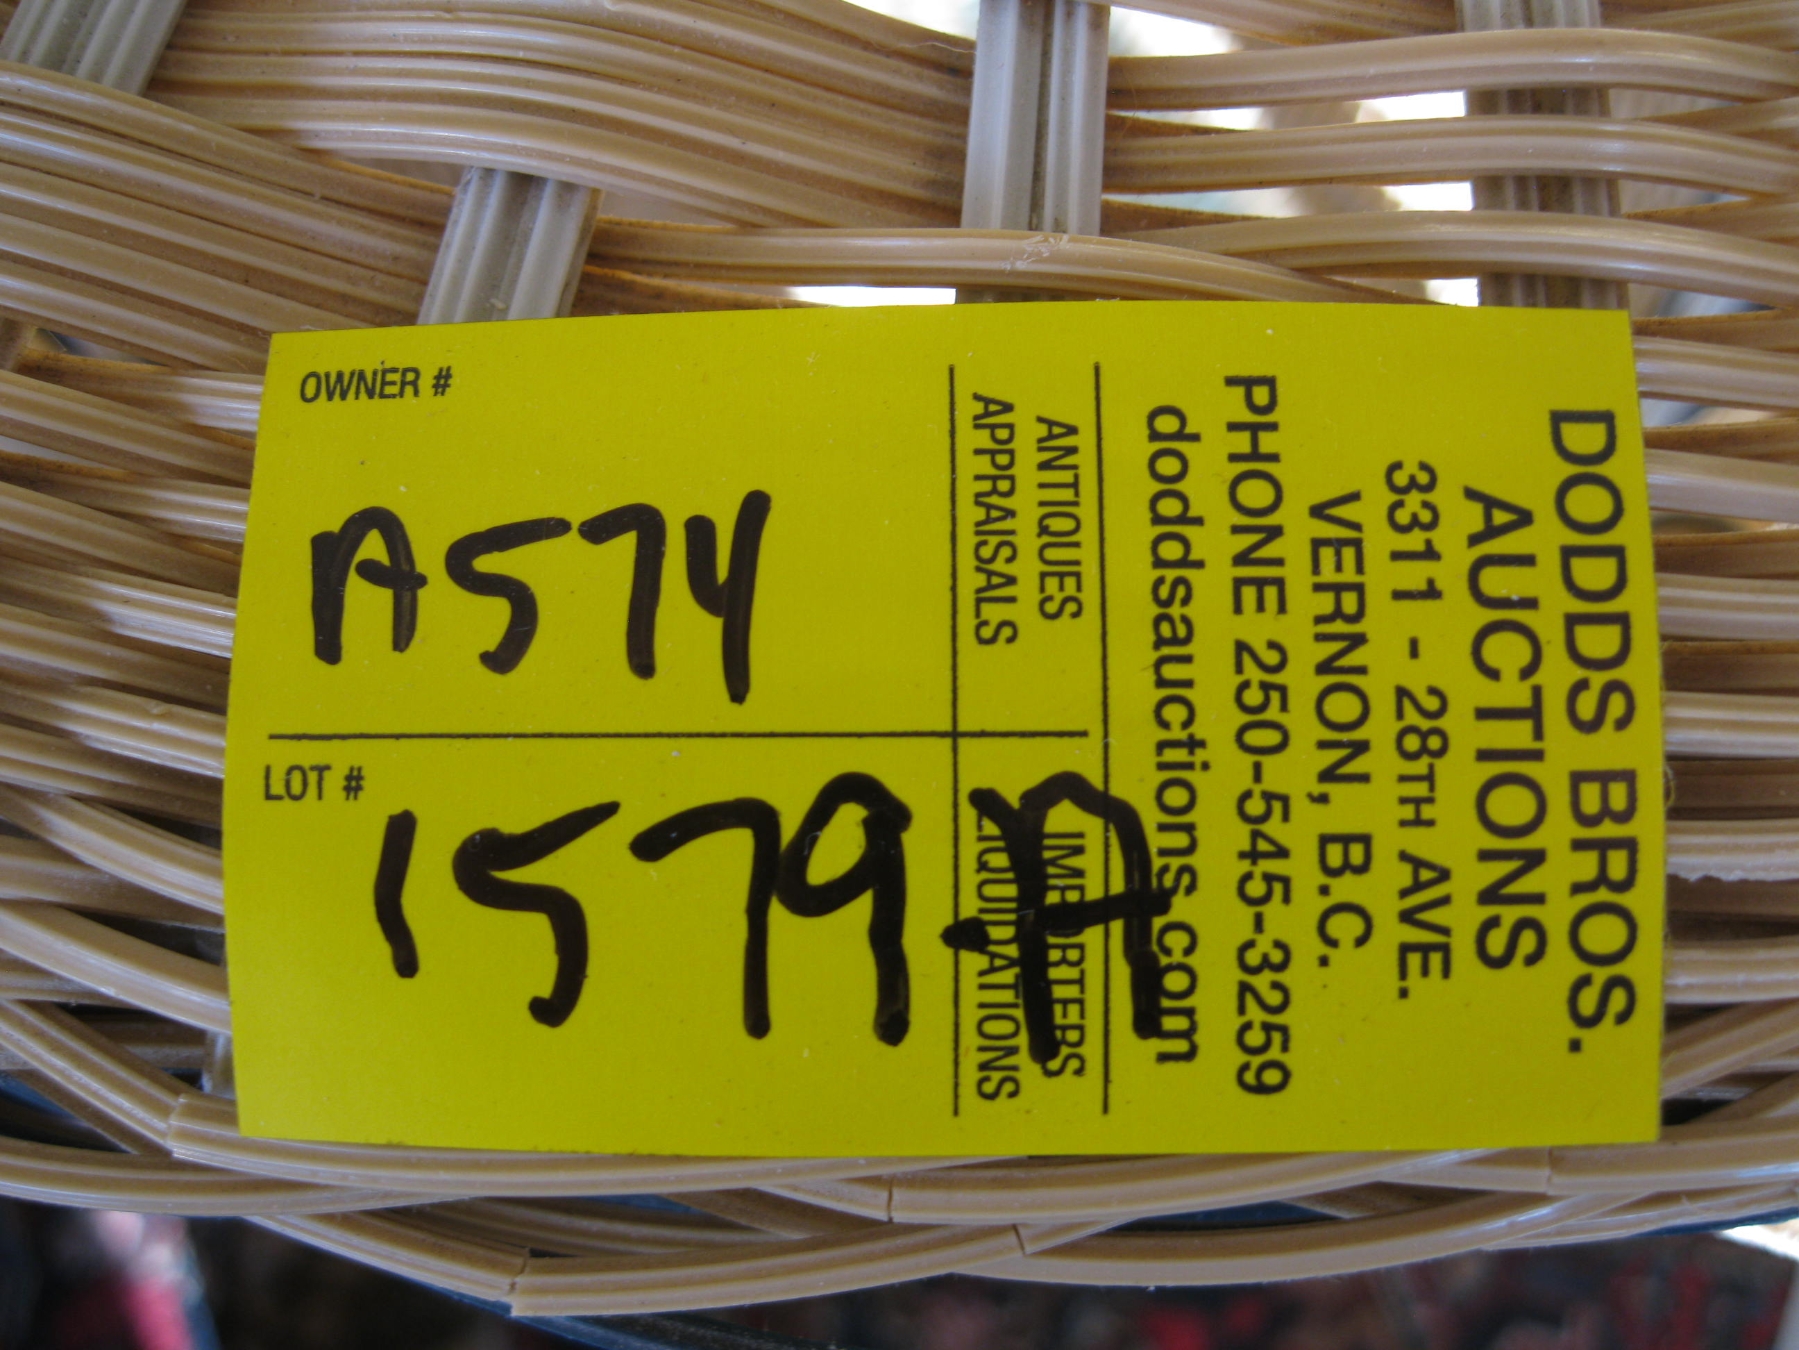 DODDS BROS.
AUCTIONS
3311 - 28TH AVE.
VERNON, B.C.
PHONE 250-545-3259
doddsauctions.com
ANTIQUES IMPORTERS
APPRAISALS LIQUIDATIONS
OWNER #
A574
LOT #
1579.A